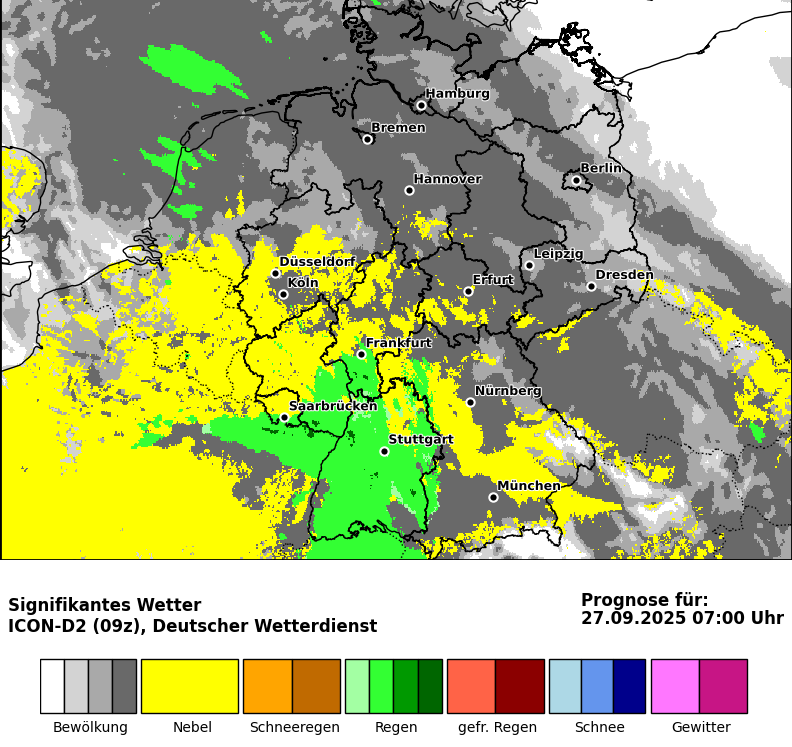 Hamburg
Bremen
Berlin
Hannover
Leipzig
Düsseldorf
Dresden
Köln
Erfurt
Frankfurt
Nürnberg
Saarbrücken
Stuttgart
München
Signifikantes Wetter
ICON-D2 (09z), Deutscher Wetterdienst
Prognose für:
27.09.2025 07:00 Uhr
Bewölkung
Nebel
Schneeregen
Regen
gefr. Regen
Schnee
Gewitter